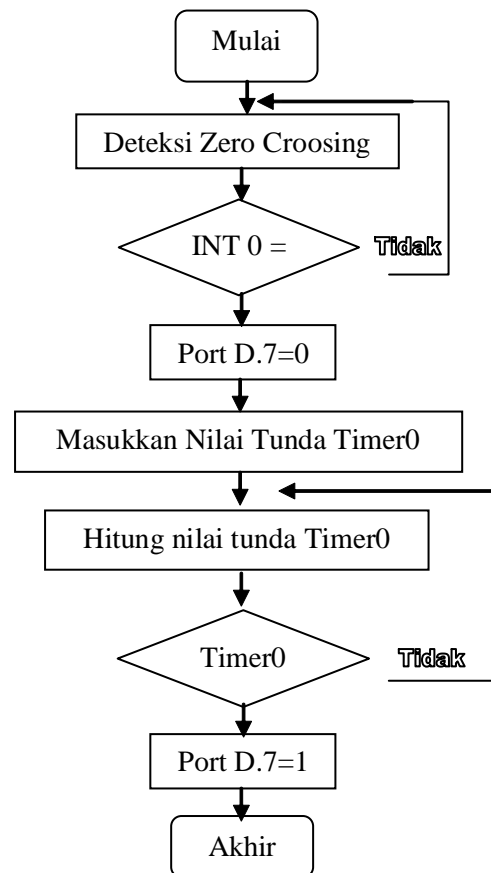 Mulai
Deteksi Zero Croosing
INT 0 =
Tidak
Port D.7=0
Masukkan Nilai Tunda Timer0
Hitung nilai tunda Timer0
Timer0
Tidak
Port D.7=1
Akhir